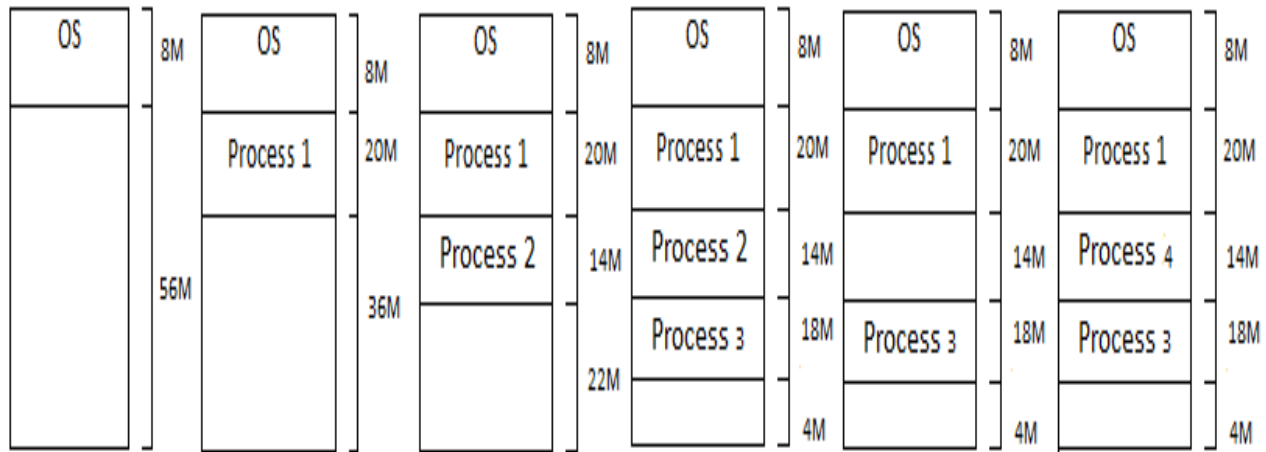 OS
8M
56M
OS
8M
Process 1
20M
36M
OS
8M
Process 1
20M
Process 2
14M
22M
OS
8M
Process 1
20M
Process 2
14M
Process 3
18M
4M
OS
8M
Process 1
20M
14M
Process 3
18M
4M
OS
8M
Process 1
20M
Process 4
14M
Process 3
18M
4M